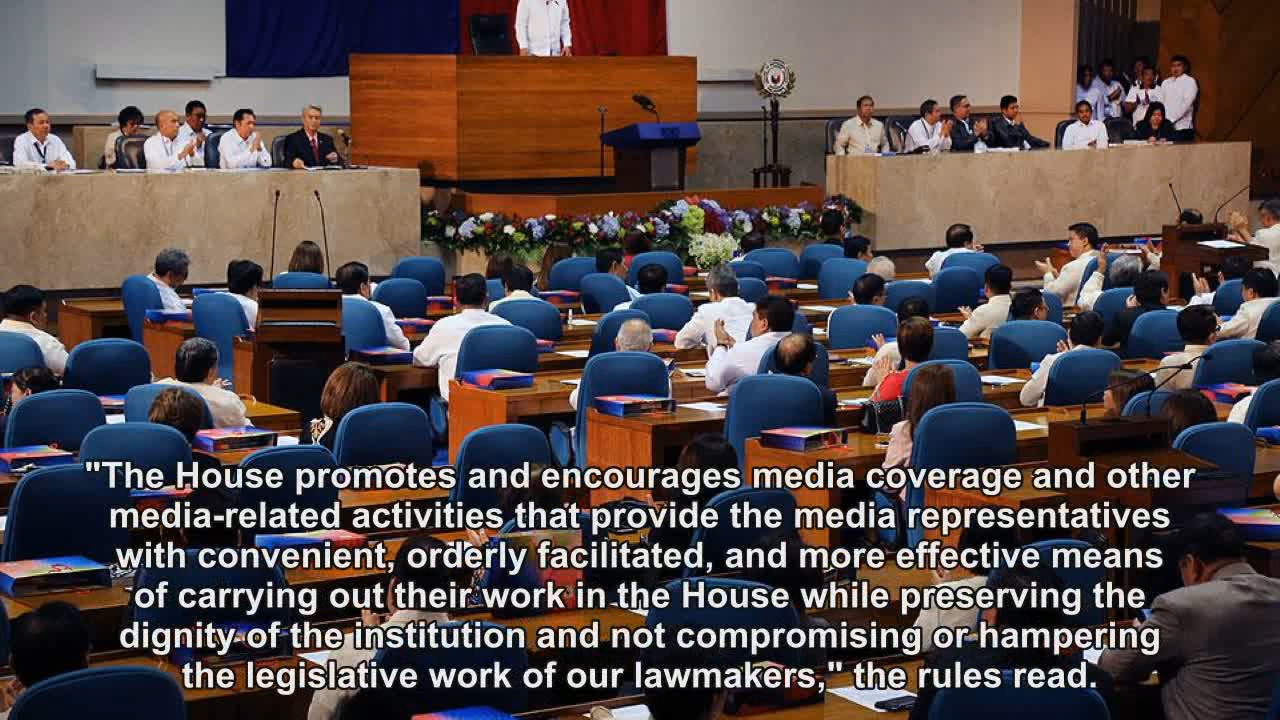 "The House promotes and encourages media coverage and other
media-related activities that provide the media representatives
with convenient, orderly facilitated, and more effective means
of carrying out their work in the House while preserving the
dignity of the institution and not compromising or hampering
the legislative work of our lawmakers," the rules read.